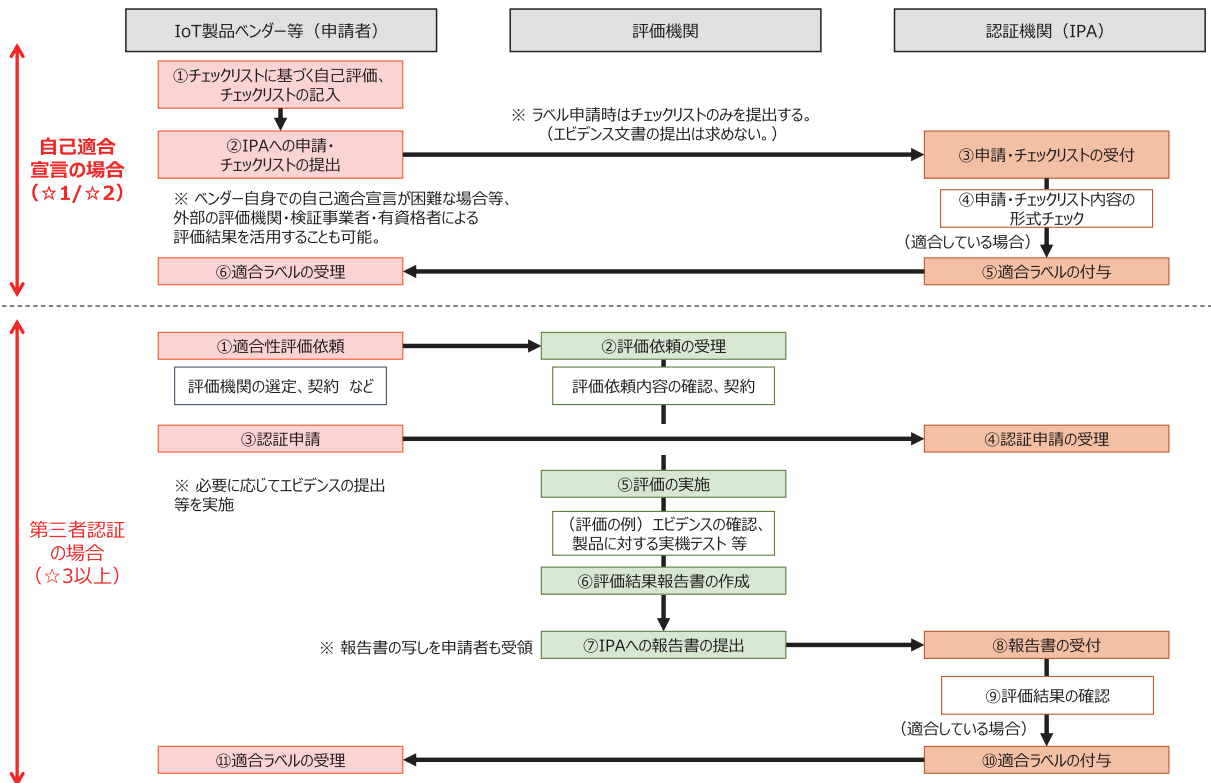 IoT製品ベンダー等（申請者）
評価機関
認証機関（IPA）
自己適合
宣言の場合
（☆1/☆2）
①チェックリストに基づく自己評価、
チェックリストの記入
※ ラベル申請時はチェックリストのみを提出する。
（エビデンス文書の提出は求めない。）
②IPAへの申請・
チェックリストの提出
③申請・チェックリストの受付
※ ベンダー自身での自己適合宣言が困難な場合等、
外部の評価機関・検証事業者・有資格者による
評価結果を活用することも可能。
④申請・チェックリスト内容の
形式チェック
（適合している場合）
⑥適合ラベルの受理
⑤適合ラベルの付与
第三者認証
の場合
（☆3以上）
①適合性評価依頼
②評価依頼の受理
評価機関の選定、契約 など
評価依頼内容の確認、契約
③認証申請
④認証申請の受理
※ 必要に応じてエビデンスの提出
等を実施
⑤評価の実施
（評価の例）エビデンスの確認、
製品に対する実機テスト 等
⑥評価結果報告書の作成
※ 報告書の写しを申請者も受領
⑦IPAへの報告書の提出
⑧報告書の受付
⑨評価結果の確認
（適合している場合）
⑪適合ラベルの受理
⑩適合ラベルの付与